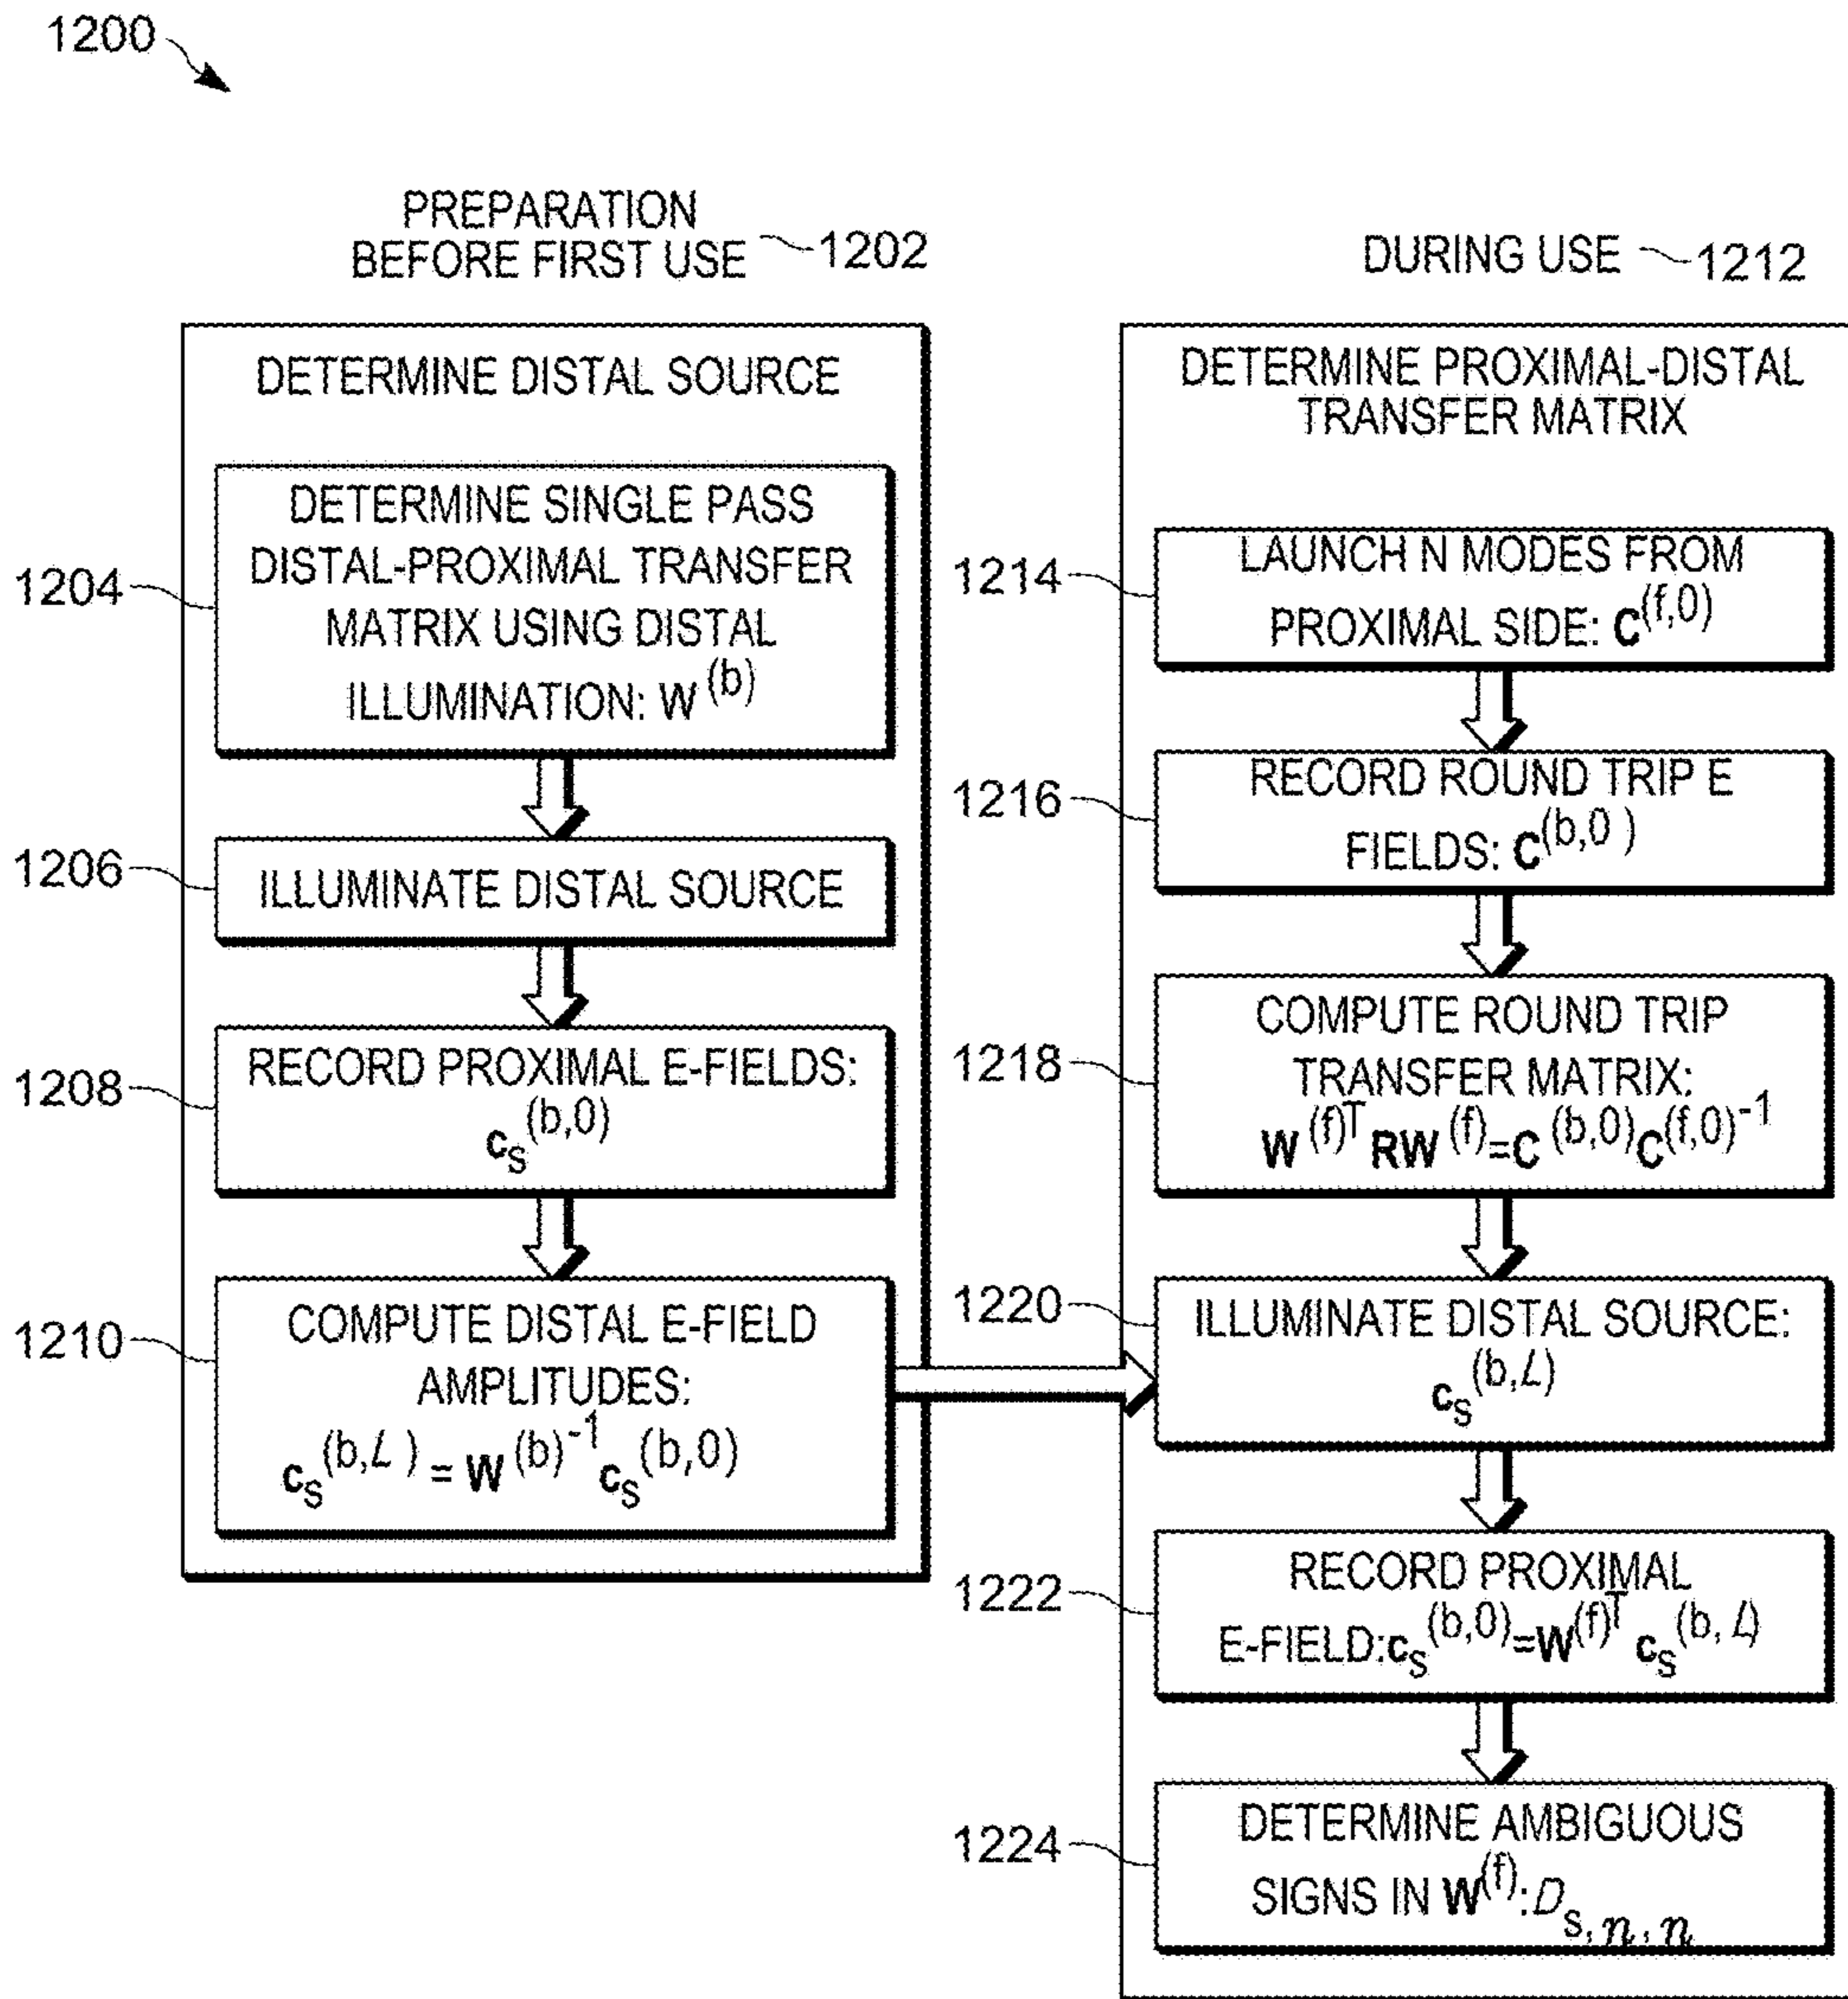 1200
PREPARATION
BEFORE FIRST USE
1202
DETERMINE DISTAL SOURCE
1204
DETERMINE SINGLE PASS
DISTAL-PROXIMAL TRANSFER
MATRIX USING DISTAL
ILLUMINATION: W^(b)
1206
ILLUMINATE DISTAL SOURCE
1208
RECORD PROXIMAL E-FIELDS:
c_S^(b,0)
1210
COMPUTE DISTAL E-FIELD
AMPLITUDES:
c_S^(b,L) = W^(b)^-1 c_S^(b,0)
DURING USE
1212
DETERMINE PROXIMAL-DISTAL
TRANSFER MATRIX
1214
LAUNCH N MODES FROM
PROXIMAL SIDE: C^(f,0)
1216
RECORD ROUND TRIP E
FIELDS: C^(b,0)
1218
COMPUTE ROUND TRIP
TRANSFER MATRIX:
W^(f)^T RW^(f)=C^(b,0)C^(f,0)^-1
1220
ILLUMINATE DISTAL SOURCE:
c_S^(b,L)
1222
RECORD PROXIMAL
E-FIELD:c_S^(b,0)=W^(f)^T c_S^(b,L)
1224
DETERMINE AMBIGUOUS
SIGNS IN W^(f):D_s,n,n